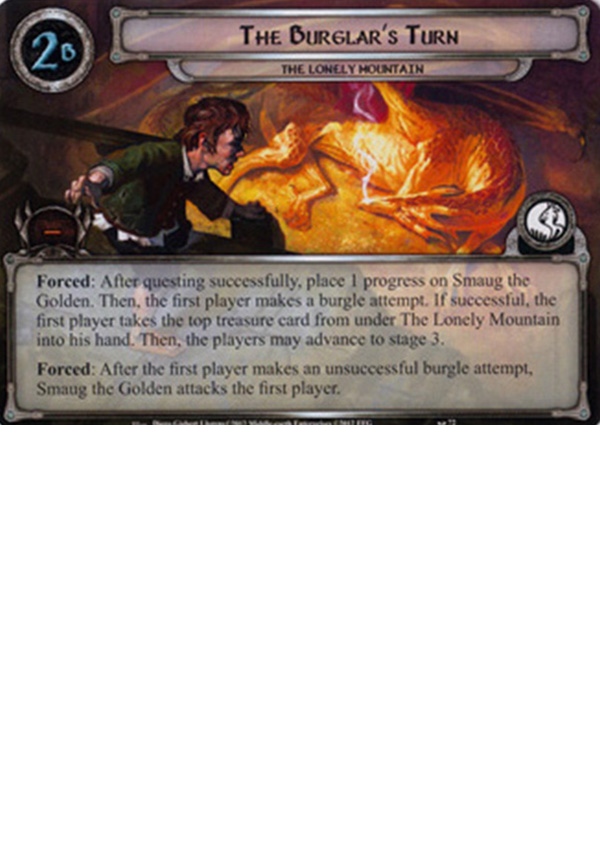 2B
The Burglar's Turn
The Lonely Mountain
Forced: After questing successfully, place 1 progress on Smaug the
Golden. Then, the first player makes a burgle attempt. If successful, the
first player takes the top treasure card from under The Lonely Mountain
into his hand. Then, the players may advance to stage 3.
Forced: After the first player makes an unsuccessful burgle attempt,
Smaug the Golden attacks the first player.